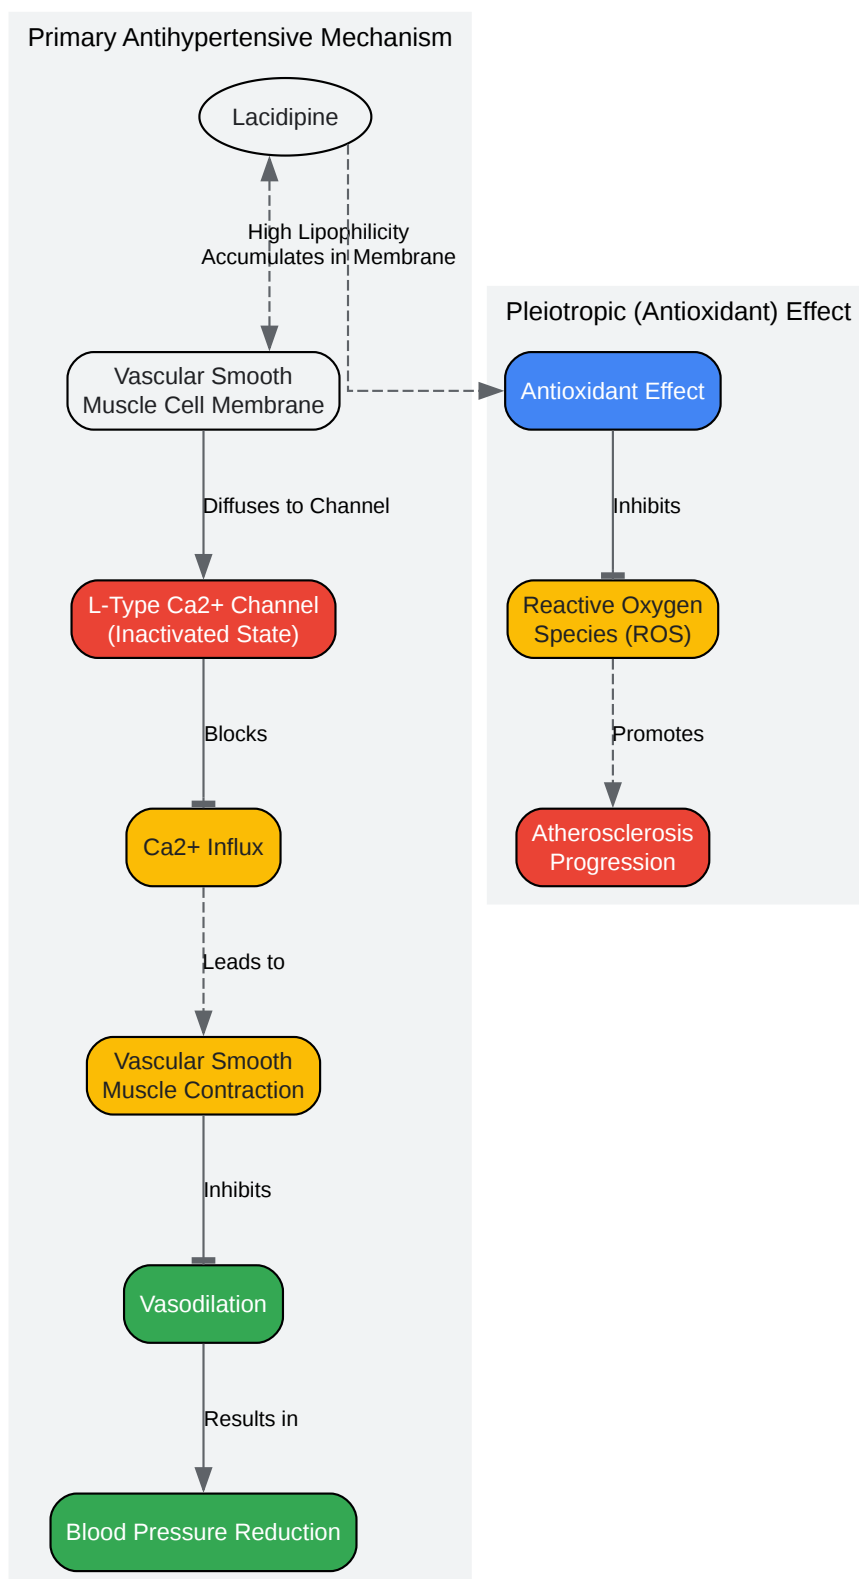 Primary Antihypertensive Mechanism
Lacidipine
High Lipophilicity
Accumulates in Membrane
Vascular Smooth
Muscle Cell Membrane
Diffuses to Channel
L-Type Ca2+ Channel
(Inactivated State)
Blocks
Ca2+ Influx
Leads to
Vascular Smooth
Muscle Contraction
Inhibits
Vasodilation
Results in
Blood Pressure Reduction
Pleiotropic (Antioxidant) Effect
Antioxidant Effect
Inhibits
Reactive Oxygen
Species (ROS)
Promotes
Atherosclerosis
Progression